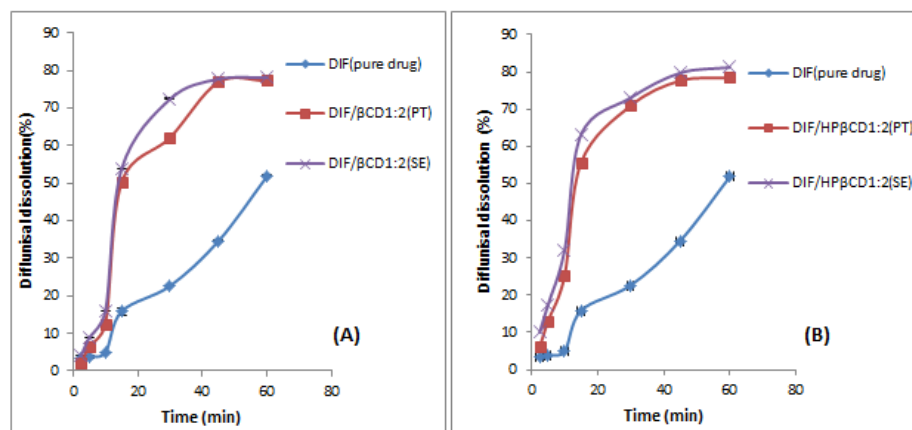 90
80
70
60
50
40
30
20
10
0
Diflunisal dissolution(%)
0
20
40
60
80
Time (min)
DIF(pure drug)
DIF/βCD1:2(PT)
DIF/βCD1:2(SE)
(A)
90
80
70
60
50
40
30
20
10
0
Diflunisal dissolution (%)
0
20
40
60
80
Time (min)
DIF(pure drug)
DIF/HPβCD1:2(PT)
DIF/HPβCD1:2(SE)
(B)